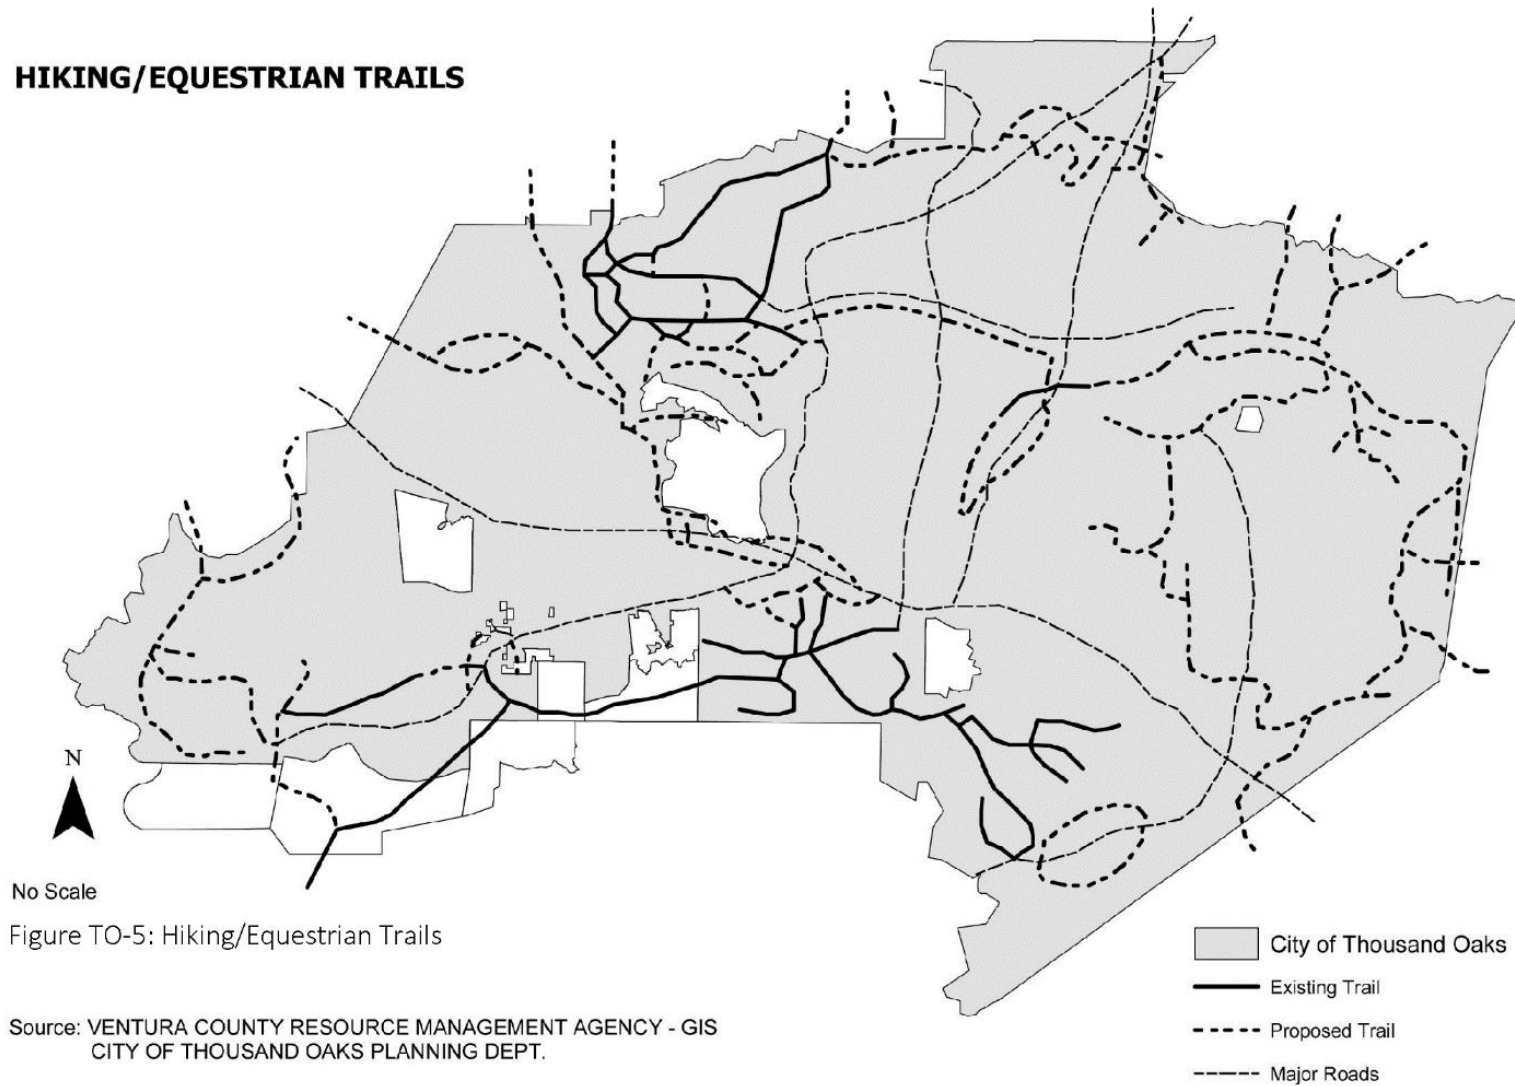 HIKING/EQUESTRIAN TRAILS
N
No Scale
Figure TO-5: Hiking/Equestrian Trails
City of Thousand Oaks
Existing Trail
Proposed Trail
Major Roads
Source: VENTURA COUNTY RESOURCE MANAGEMENT AGENCY - GIS
CITY OF THOUSAND OAKS PLANNING DEPT.